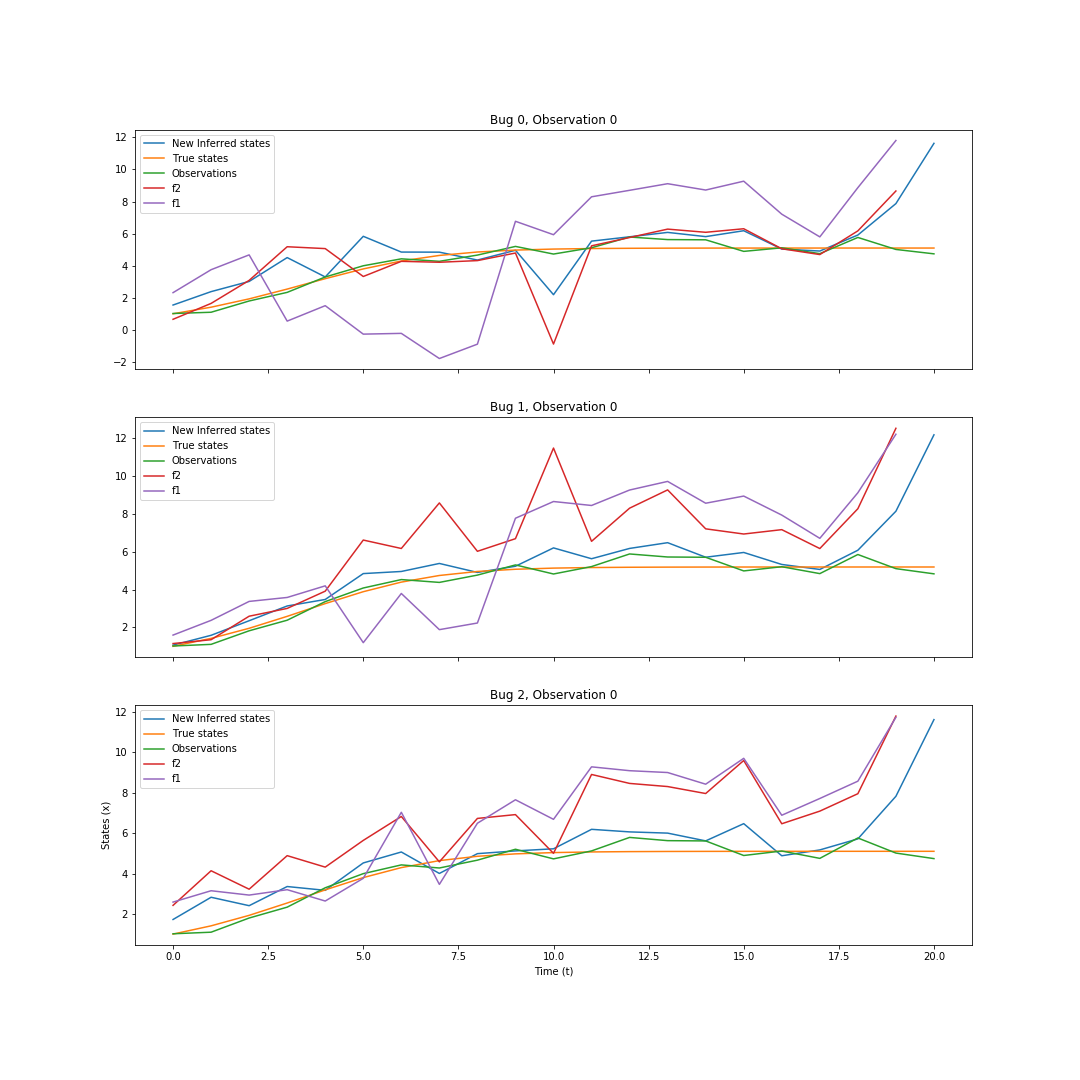 Bug 0, Observation 0
12
10
8
6
4
2
0
−2
New Inferred states
True states
Observations
f2
f1
Bug 1, Observation 0
12
10
8
6
4
2
New Inferred states
True states
Observations
f2
f1
Bug 2, Observation 0
12
10
8
6
4
2
New Inferred states
True states
Observations
f2
f1
States (x)
0.0 2.5 5.0 7.5 10.0 12.5 15.0 17.5 20.0
Time (t)